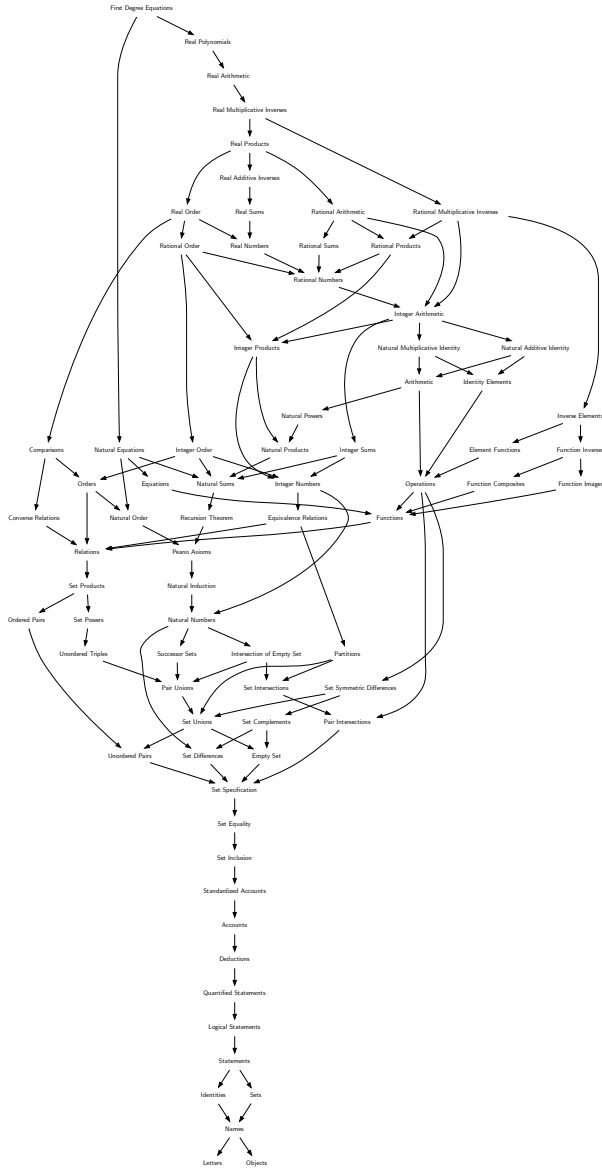 First Degree Equations
Real Polynomials
Real Arithmetic
Real Multiplicative Inverses
Real Products
Real Additive Inverses
Real Order
Real Sums
Rational Arithmetic
Rational Multiplicative Inverses
Rational Order
Real Numbers
Rational Sums
Rational Products
Rational Numbers
Integer Arithmetic
Integer Products
Natural Multiplicative Identity
Natural Additive Identity
Arithmetic
Identity Elements
Natural Powers
Inverse Elements
Comparisons
Natural Equations
Integer Order
Natural Products
Integer Sums
Element Functions
Function Inverses
Orders
Equations
Natural Sums
Integer Numbers
Operations
Function Composites
Function Images
Converse Relations
Natural Order
Recursion Theorem
Equivalence Relations
Functions
Relations
Peano Axioms
Set Products
Natural Induction
Ordered Pairs
Set Powers
Natural Numbers
Unordered Triples
Successor Sets
Intersection of Empty Set
Partitions
Pair Unions
Set Intersections
Set Symmetric Differences
Set Unions
Set Complements
Pair Intersections
Unordered Pairs
Set Differences
Empty Set
Set Specification
Set Equality
Set Inclusion
Standardized Accounts
Accounts
Deductions
Quantified Statements
Logical Statements
Statements
Identities
Sets
Names
Letters
Objects